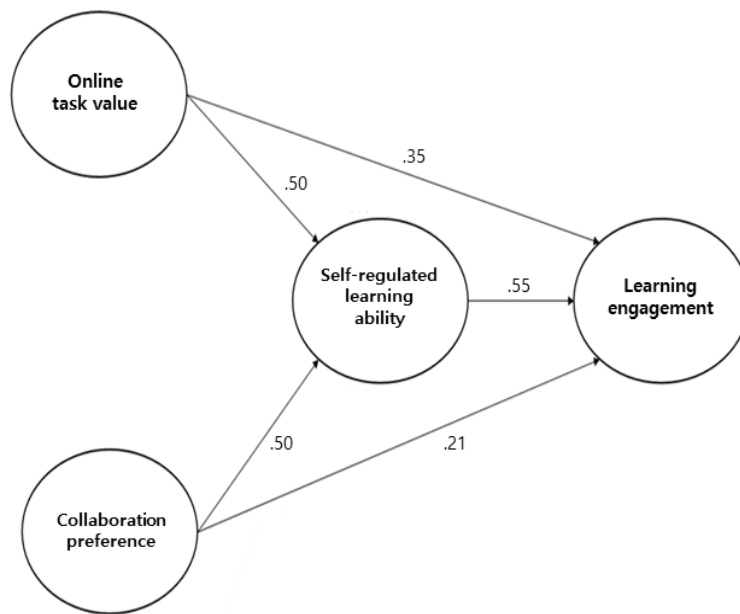 Online
task value
.35
.50
Self-regulated
learning
ability
.55
Learning
engagement
.50
.21
Collaboration
preference